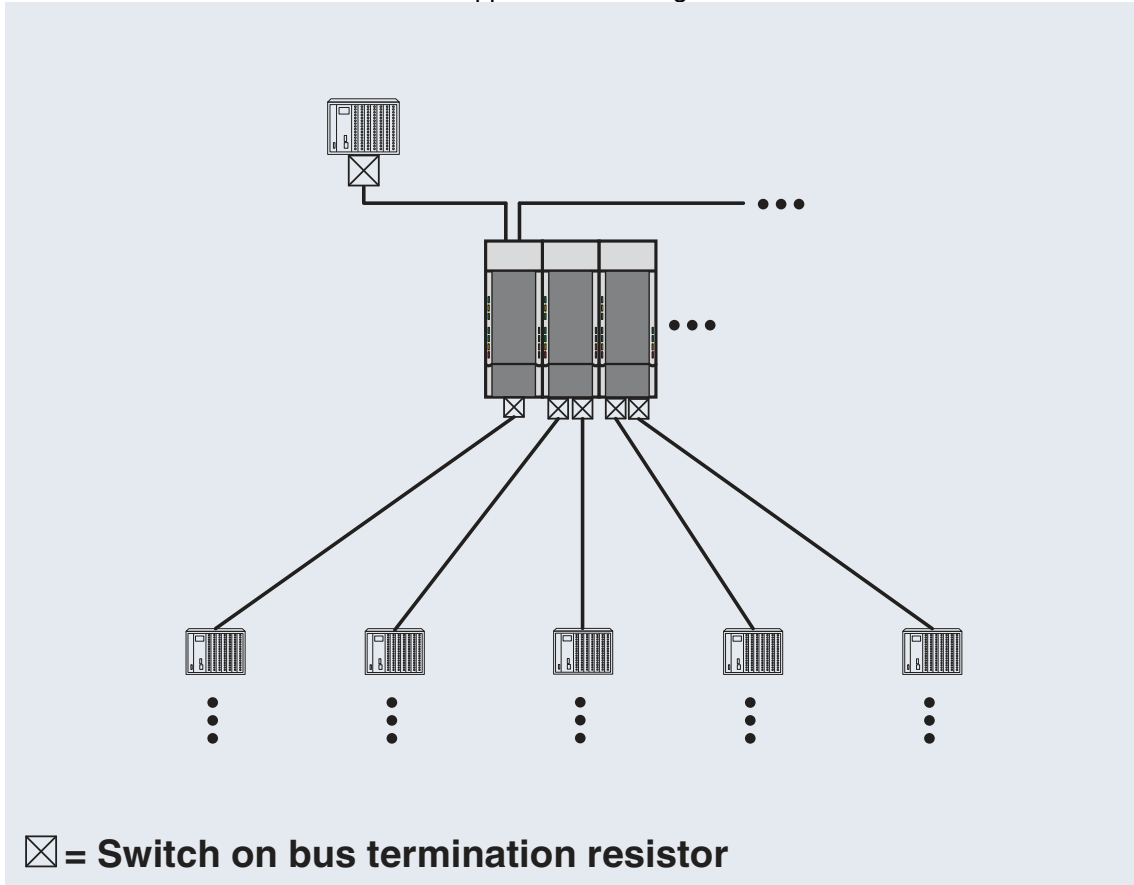 = Switch on bus termination resistor